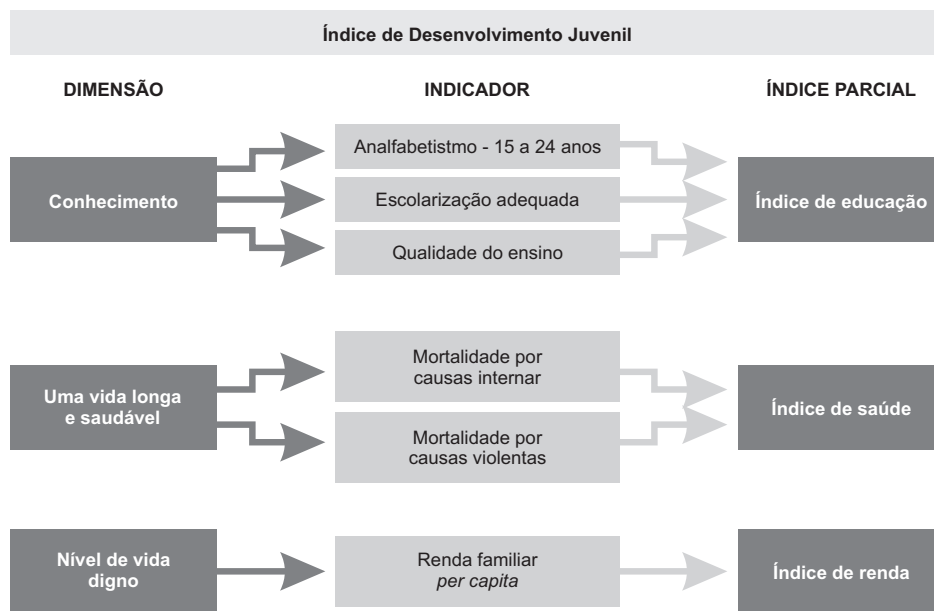 Índice de Desenvolvimento Juvenil
DIMENSÃO
INDICADOR
ÍNDICE PARCIAL
Conhecimento
Analfabetistmo - 15 a 24 anos
Escolarização adequada
Qualidade do ensino
Índice de educação
Uma vida longa
e saudável
Mortalidade por
causas internar
Mortalidade por
causas violentas
Índice de saúde
Nível de vida
digno
Renda familiar
per capita
Índice de renda